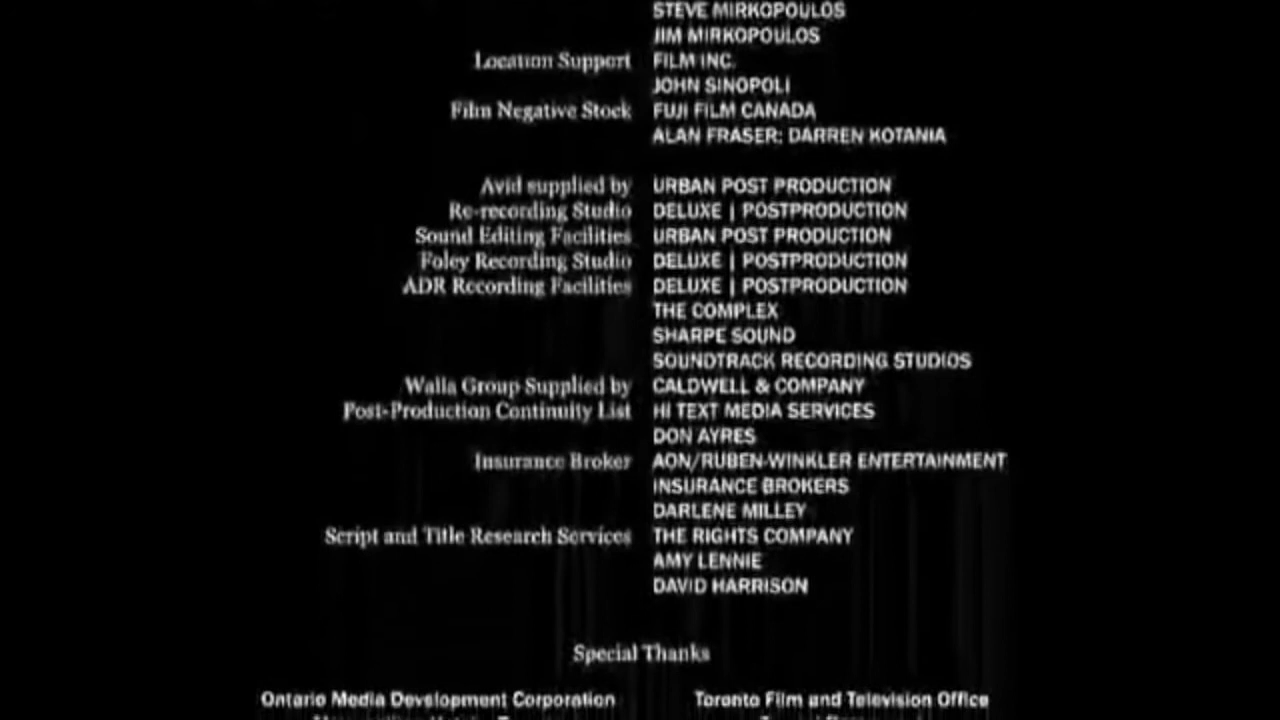 STEVE MIRKOPOULOS
JIM MIRKOPOULOS
Location Support FILM INC.
JOHN SINOPOLI
Film Negative Stock FUJI FILM CANADA
ALAN FRASER; DARREN KOTANIA
Avid supplied by URBAN POST PRODUCTION
Re-recording Studio DELUXE | POSTPRODUCTION
Sound Editing Facilities URBAN POST PRODUCTION
Foley Recording Studio DELUXE | POSTPRODUCTION
ADR Recording Facilities DELUXE | POSTPRODUCTION
THE COMPLEX
SHARPE SOUND
SOUNDTRACK RECORDING STUDIOS
Walla Group Supplied by CALDWELL & COMPANY
Post-Production Continuity List HI TEXT MEDIA SERVICES
DON AYRES
Insurance Broker AON/RUBEN-WINKLER ENTERTAINMENT
INSURANCE BROKERS
DARLENE MILLEY
Script and Title Research Services THE RIGHTS COMPANY
AMY LENNIE
DAVID HARRISON
Special Thanks
Ontario Media Development Corporation Toronto Film and Television Office